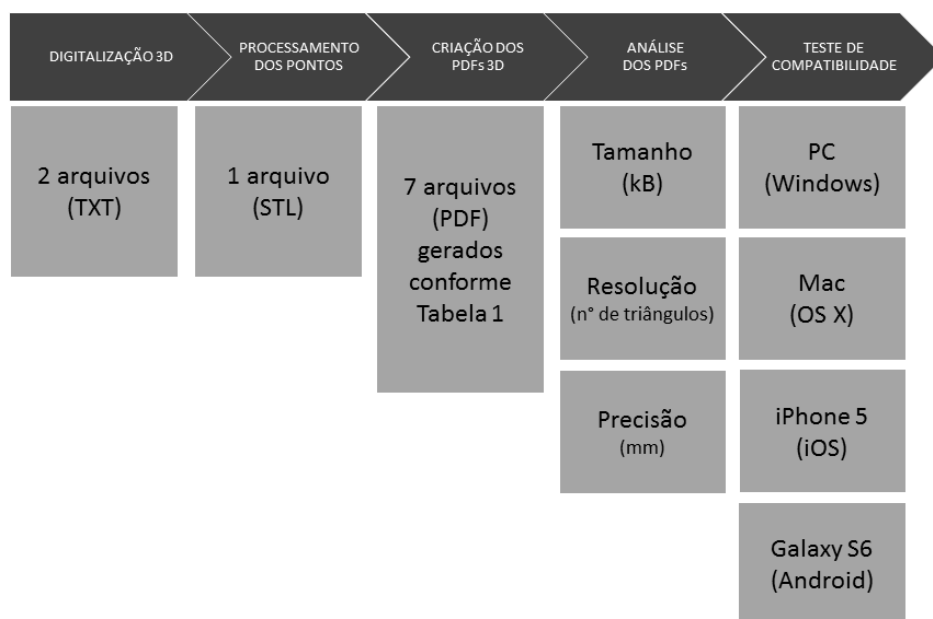 DIGITALIZAÇÃO 3D
PROCESSAMENTO
DOS PONTOS
CRIAÇÃO DOS
PDFs 3D
ANÁLISE
DOS PDFs
TESTE DE
COMPATIBILIDADE
2 arquivos
(TXT)
1 arquivo
(STL)
7 arquivos
(PDF)
gerados
conforme
Tabela 1
Tamanho
(kB)
Resolução
(n° de triângulos)
Precisão
(mm)
PC
(Windows)
Mac
(OS X)
iPhone 5
(iOS)
Galaxy S6
(Android)